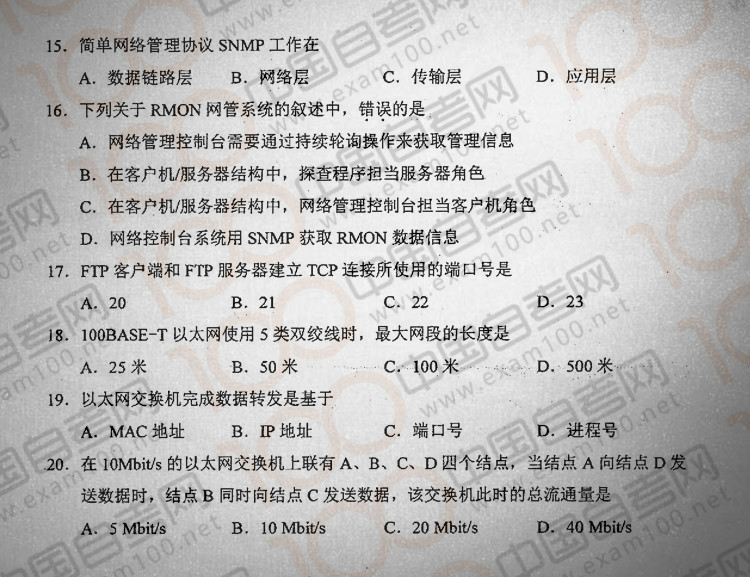 15．简单网络管理协议 SNMP 工作在
A．数据链路层 B．网络层 C．传输层 D．应用层
16．下列关于 RMON 网管系统的叙述中，错误的是
A．网络管理控制台需要通过持续轮询操作来获取管理信息
B．在客户机/服务器结构中，探查程序担当服务器角色
C．在客户机/服务器结构中，网络管理控制台担当客户机角色
D．网络控制台系统用 SNMP 获取 RMON 数据信息
17．FTP 客户端和 FTP 服务器建立 TCP 连接所使用的端口号是
A．20 B．21 C．22 D．23
18．100BASE-T 以太网使用 5 类双绞线时，最大网段的长度是
A．25 米 B．50 米 C．100 米 D．500 米
19．以太网交换机完成数据转发是基于
A．MAC 地址 B．IP 地址 C．端口号 D．进程号
20．在 10Mbit/s 的以太网交换机上联有 A、B、C、D 四个结点，当结点 A 向结点 D 发
送数据时，结点 B 同时向结点 C 发送数据，该交换机此时的总流通量是
A．5 Mbit/s B．10 Mbit/s C．20 Mbit/s D．40 Mbit/s
中国自考网
www.exam100.net